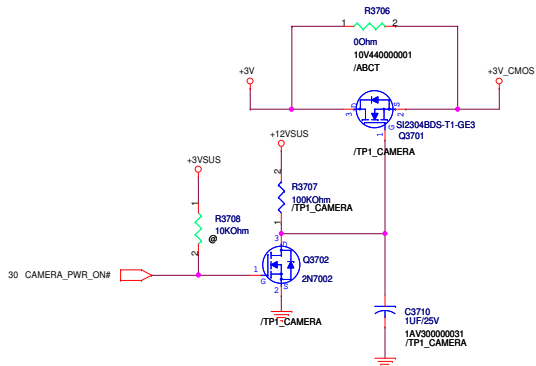 R3706
1
2
0Ohm
10V440000001
/ABCT
+3V
+3V_CMOS
D
S
3
2
G
1
SI2304BDS-T1-GE3
Q3701
/TP1_CAMERA
+12VSUS
+3VSUS
2
R3707
100KOhm
/TP1_CAMERA
1
1
R3708
10KOhm
@
2
3
D
Q3702
2N7002
1
G
2
S
30 CAMERA_PWR_ON#
/TP1_CAMERA
C3710
1UF/25V
1AV300000031
/TP1_CAMERA